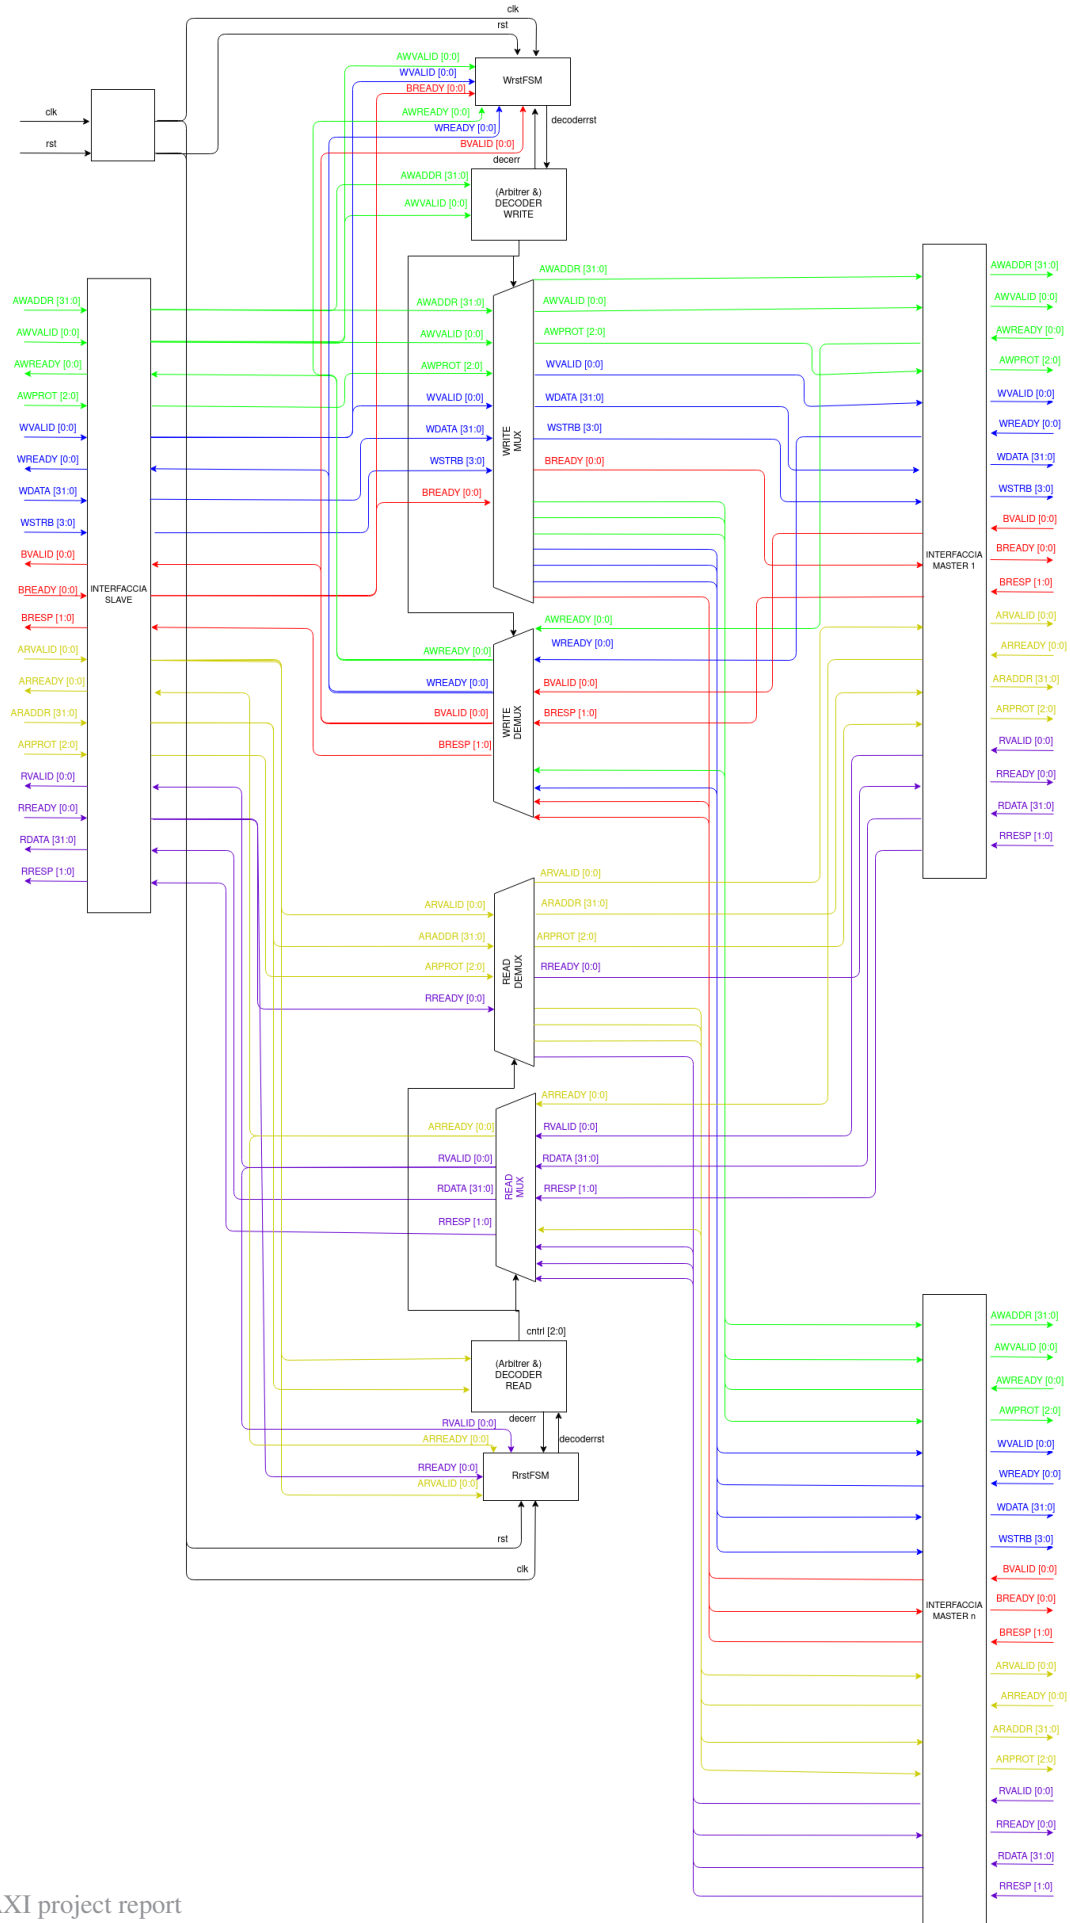 clk
rst
AWVALID [0:0]
WVALID [0:0]
BREADY [0:0]
WrstFSM
AWREADY [0:0]
WREADY [0:0]
BVALID [0:0]
decoderrst
decerr
clk
rst
AWADDR [31:0]
AWVALID [0:0]
(Arbitrer &)
DECODER
WRITE
AWADDR [31:0]
AWVALID [0:0]
AWREADY [0:0]
AWPROT [2:0]
WVALID [0:0]
WREADY [0:0]
WDATA [31:0]
WSTRB [3:0]
BVALID [0:0]
BREADY [0:0]
BRESP [1:0]
ARVALID [0:0]
ARREADY [0:0]
ARADDR [31:0]
ARPROT [2:0]
RVALID [0:0]
RREADY [0:0]
RDATA [31:0]
RRESP [1:0]
INTERFACCIA
SLAVE
AWADDR [31:0]
AWVALID [0:0]
AWPROT [2:0]
WVALID [0:0]
WDATA [31:0]
WSTRB [3:0]
BREADY [0:0]
WRITE
MUX
AWADDR [31:0]
AWVALID [0:0]
AWPROT [2:0]
WVALID [0:0]
WDATA [31:0]
WSTRB [3:0]
BREADY [0:0]
AWREADY [0:0]
WREADY [0:0]
BVALID [0:0]
BRESP [1:0]
WRITE
DEMUX
AWREADY [0:0]
WREADY [0:0]
BVALID [0:0]
BRESP [1:0]
INTERFACCIA
MASTER 1
AWADDR [31:0]
AWVALID [0:0]
AWREADY [0:0]
AWPROT [2:0]
WVALID [0:0]
WREADY [0:0]
WDATA [31:0]
WSTRB [3:0]
BVALID [0:0]
BREADY [0:0]
BRESP [1:0]
ARVALID [0:0]
ARREADY [0:0]
ARADDR [31:0]
ARPROT [2:0]
RVALID [0:0]
RREADY [0:0]
RDATA [31:0]
RRESP [1:0]
ARVALID [0:0]
ARADDR [31:0]
ARPROT [2:0]
RREADY [0:0]
READ
DEMUX
ARVALID [0:0]
ARADDR [31:0]
ARPROT [2:0]
RREADY [0:0]
ARREADY [0:0]
RVALID [0:0]
RDATA [31:0]
RRESP [1:0]
READ
MUX
ARREADY [0:0]
RVALID [0:0]
RDATA [31:0]
RRESP [1:0]
cntrl [2:0]
(Arbitrer &)
DECODER
READ
decerr
decoderrst
RVALID [0:0]
ARREADY [0:0]
RREADY [0:0]
ARVALID [0:0]
RrstFSM
rst
clk
INTERFACCIA
MASTER n
AWADDR [31:0]
AWVALID [0:0]
AWREADY [0:0]
AWPROT [2:0]
WVALID [0:0]
WREADY [0:0]
WDATA [31:0]
WSTRB [3:0]
BVALID [0:0]
BREADY [0:0]
BRESP [1:0]
ARVALID [0:0]
ARREADY [0:0]
ARADDR [31:0]
ARPROT [2:0]
RVALID [0:0]
RREADY [0:0]
RDATA [31:0]
RRESP [1:0]
AXI project report